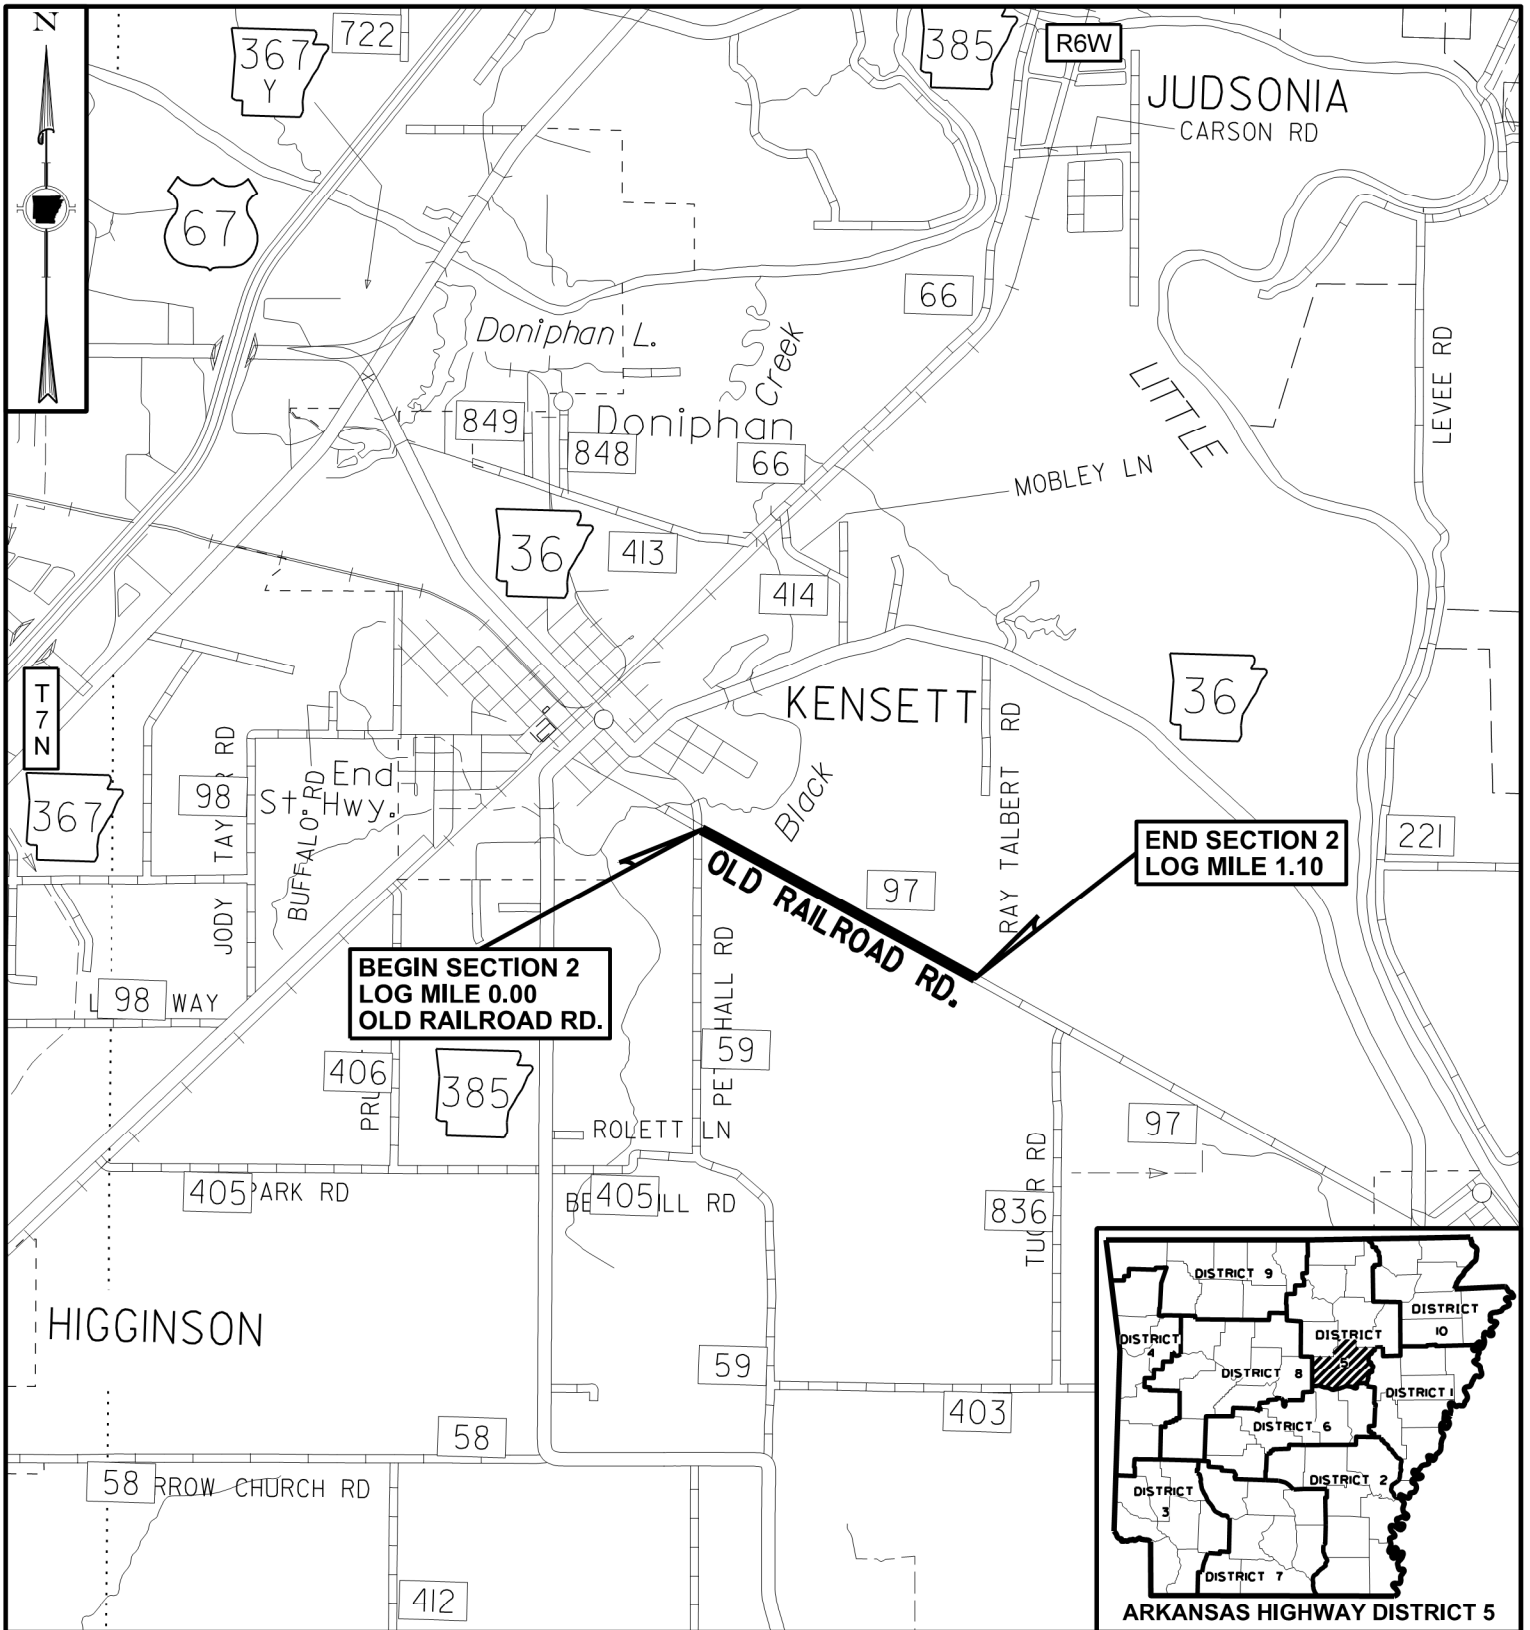 N
367
Y
722
385
R6W
JUDSONIA
CARSON RD
67
66
Doniphan L.
Creek
LITTLE
LEVEE RD
849
Doniphan
848
66
MOBLEY LN
36
413
414
T
7
N
KENSETT
36
JODY
RD
BUFFALO RD
End
St. Hwy.
98
367
Black
RAY TALBERT RD
END SECTION 2
LOG MILE 1.10
221
OLD RAILROAD RD.
97
BEGIN SECTION 2
LOG MILE 0.00
OLD RAILROAD RD.
98 WAY
HALL RD
59
406
385
ROLETT LN
97
405
PARK RD
405
RD
836
RD
HIGGINSON
59
403
58
58
CHURCH RD
412
DISTRICT 9
DISTRICT
10
DISTRICT
4
DISTRICT
5
DISTRICT 8
DISTRICT 1
DISTRICT 6
DISTRICT 2
DISTRICT
3
DISTRICT 7
ARKANSAS HIGHWAY DISTRICT 5